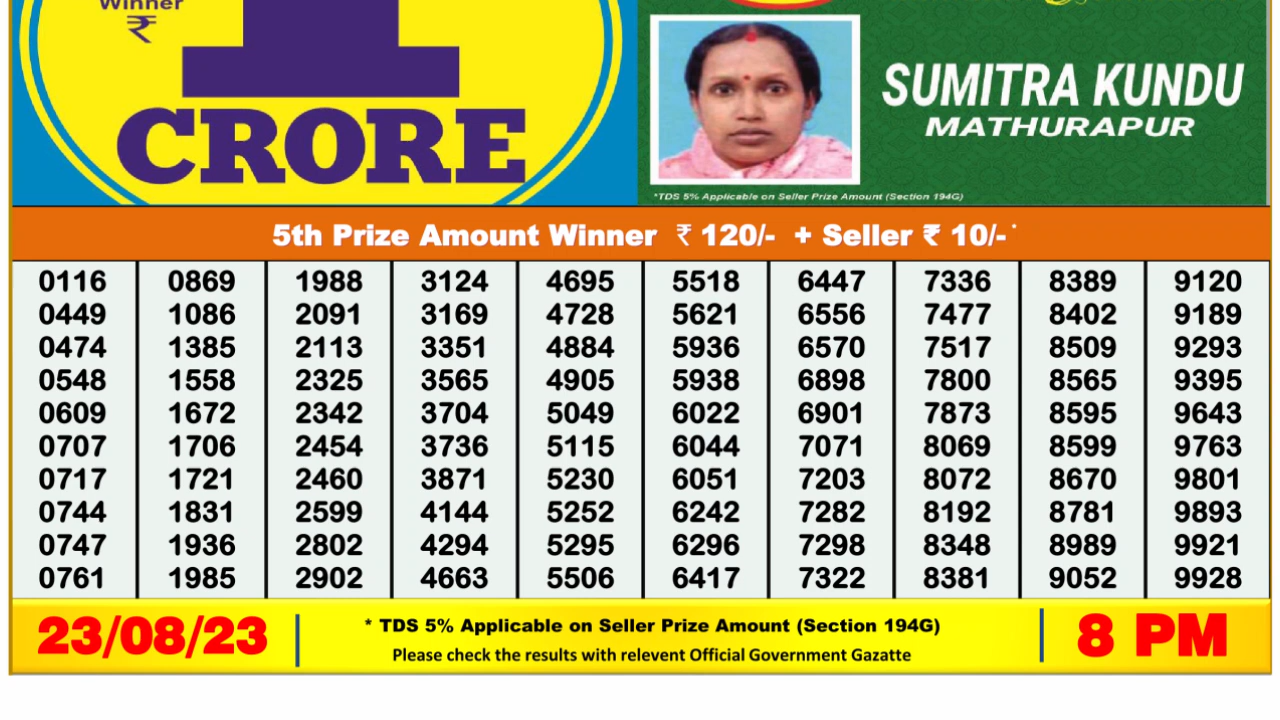 Winner
₹
1
CRORE
SUMITRA KUNDU
MATHURAPUR
*TDS 5% Applicable on Seller Prize Amount (Section 194G)
5th Prize Amount Winner ₹ 120/- + Seller ₹ 10/-*
0116 0869 1988 3124 4695 5518 6447 7336 8389 9120
0449 1086 2091 3169 4728 5621 6556 7477 8402 9189
0474 1385 2113 3351 4884 5936 6570 7517 8509 9293
0548 1558 2325 3565 4905 5938 6898 7800 8565 9395
0609 1672 2342 3704 5049 6022 6901 7873 8595 9643
0707 1706 2454 3736 5115 6044 7071 8069 8599 9763
0717 1721 2460 3871 5230 6051 7203 8072 8670 9801
0744 1831 2599 4144 5252 6242 7282 8192 8781 9893
0747 1936 2802 4294 5295 6296 7298 8348 8989 9921
0761 1985 2902 4663 5506 6417 7322 8381 9052 9928
23/08/23
* TDS 5% Applicable on Seller Prize Amount (Section 194G)
Please check the results with relevent Official Government Gazatte
8 PM